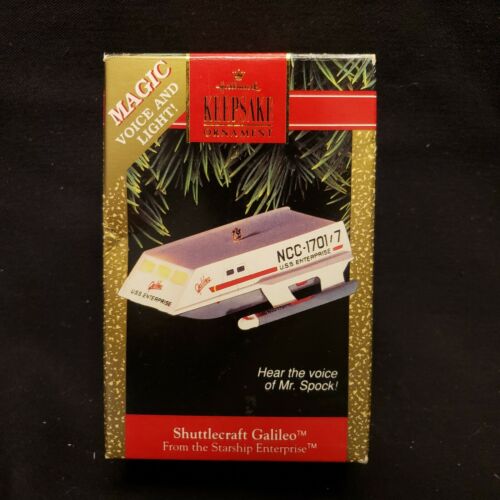 MAGIC
VOICE AND
LIGHT!
Hallmark
KEEPSAKE
ORNAMENT
NCC-1701/7
U.S.S. ENTERPRISE
Galileo
Galileo
U.S.S. ENTERPRISE
Hear the voice
of Mr. Spock!
Shuttlecraft Galileo™
From the Starship Enterprise™